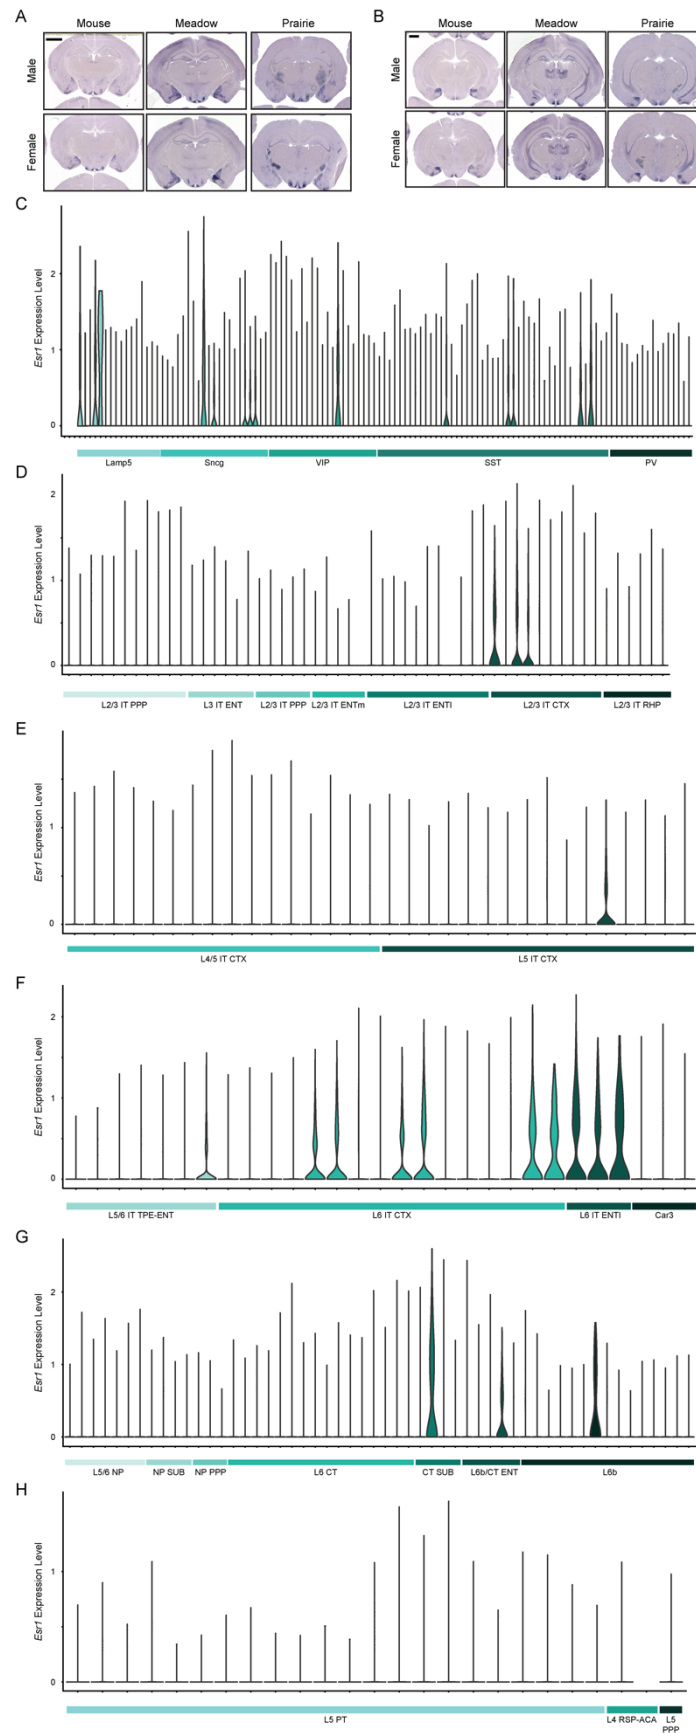 A
B
Mouse Meadow Prairie
Mouse Meadow Prairie
Male
Male
Female
Female
C
Esr1 Expression Level
2
1
0
Lamp5 Sncg VIP SST PV
D
Esr1 Expression Level
2
1
0
L2/3 IT PPP L3 IT ENT L2/3 IT PPP L2/3 IT ENTm L2/3 IT ENTl L2/3 IT CTX L2/3 IT RHP
E
Esr1 Expression Level
1
0
L4/5 IT CTX L5 IT CTX
F
Esr1 Expression Level
2
1
0
L5/6 IT TPE-ENT L6 IT CTX L6 IT ENTl Car3
G
Esr1 Expression Level
2
1
0
L5/6 NP NP SUB NP PPP L6 CT CT SUB L6b/CT ENT L6b
H
Esr1 Expression Level
1
0
L5 PT L4 RSP-ACA L5
PPP